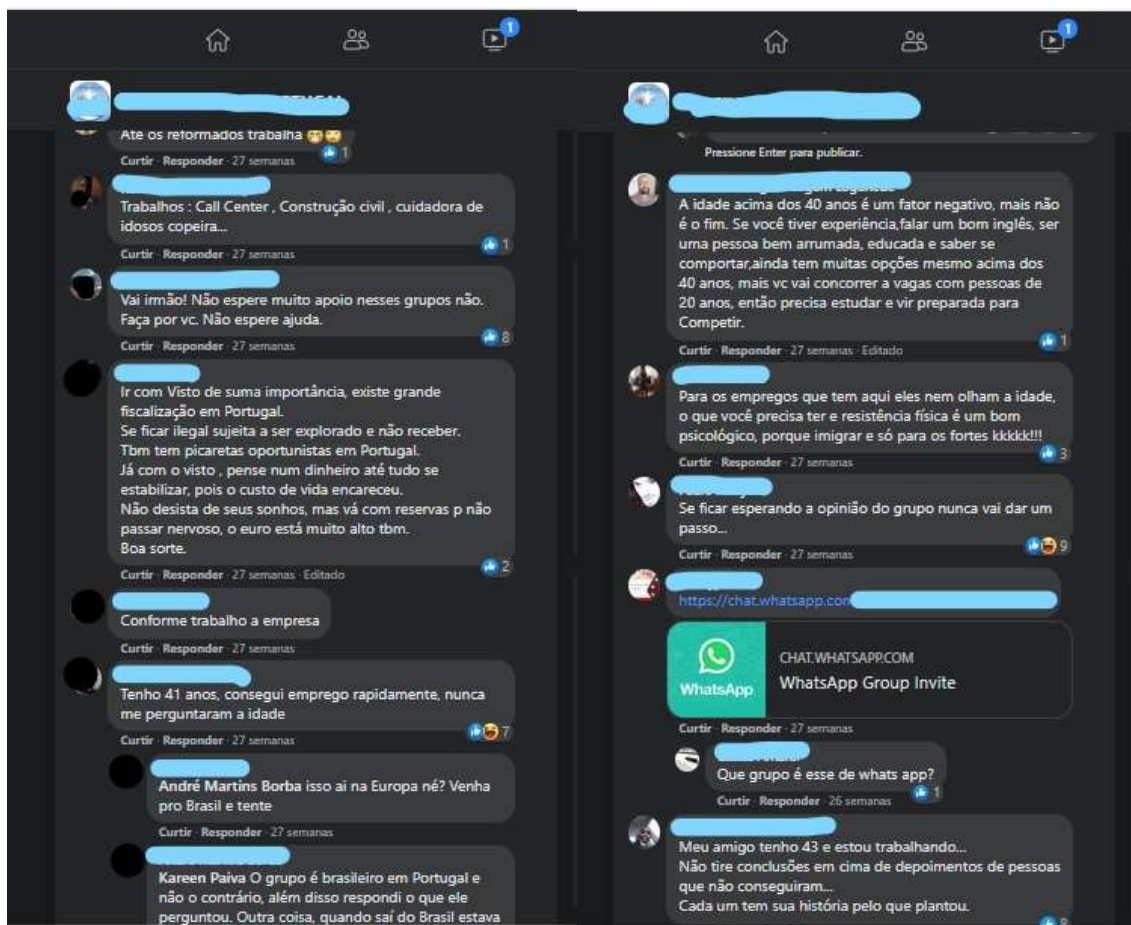 1
Ate os reformados trabalha
1
Curtir · Responder · 27 semanas
Trabalhos : Call Center , Construção civil , cuidadora de
idosos copeira...
1
Curtir · Responder · 27 semanas
Vai irmão! Não espere muito apoio nesses grupos não.
Faça por vc. Não espere ajuda.
8
Curtir · Responder · 27 semanas
Ir com Visto de suma importância, existe grande
fiscalização em Portugal.
Se ficar ilegal sujeita a ser explorado e não receber.
Tbm tem picaretas oportunistas em Portugal.
Já com o visto , pense num dinheiro até tudo se
estabilizar, pois o custo de vida encareceu.
Não desista de seus sonhos, mas vá com reservas p não
passar nervoso, o euro está muito alto tbm.
Boa sorte.
2
Curtir · Responder · 27 semanas · Editado
Conforme trabalho a empresa
Curtir · Responder · 27 semanas
Tenho 41 anos, consegui emprego rapidamente, nunca
me perguntaram a idade
7
Curtir · Responder · 27 semanas
André Martins Borba isso ai na Europa né? Venha
pro Brasil e tente
Curtir · Responder · 27 semanas
Kareen Paiva O grupo é brasileiro em Portugal e
não o contrário, além disso respondi o que ele
perguntou. Outra coisa, quando saí do Brasil estava
1
Pressione Enter para publicar.
A idade acima dos 40 anos é um fator negativo, mais não
é o fim. Se você tiver experiência,falar um bom inglês, ser
uma pessoa bem arrumada, educada e saber se
comportar,ainda tem muitas opções mesmo acima dos
40 anos, mais vc vai concorrer a vagas com pessoas de
20 anos, então precisa estudar e vir preparada para
Competir.
1
Curtir · Responder · 27 semanas · Editado
Para os empregos que tem aqui eles nem olham a idade,
o que você precisa ter e resistência física é um bom
psicológico, porque imigrar e só para os fortes kkkkk!!!
3
Curtir · Responder · 27 semanas
Se ficar esperando a opinião do grupo nunca vai dar um
passo...
9
Curtir · Responder · 27 semanas
https://chat.whatsapp.com
WhatsApp
CHAT.WHATSAPP.COM
WhatsApp Group Invite
Curtir · Responder · 27 semanas
Que grupo é esse de whats app?
1
Curtir · Responder · 26 semanas
Meu amigo tenho 43 e estou trabalhando...
Não tire conclusões em cima de depoimentos de pessoas
que não conseguiram...
Cada um tem sua história pelo que plantou.
8